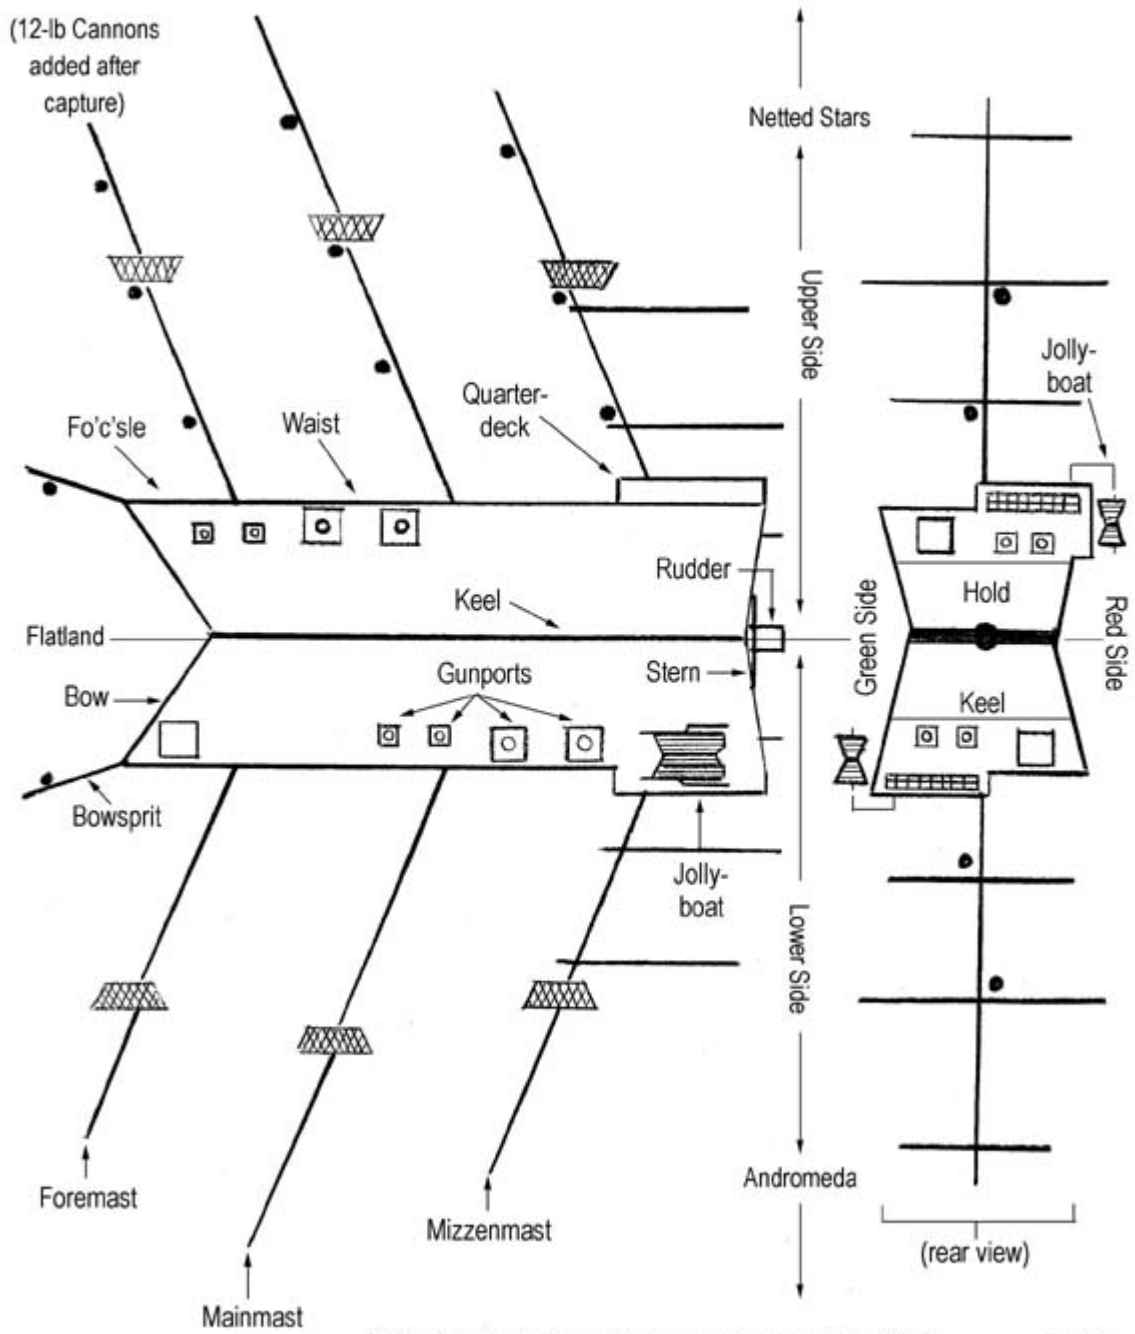 (12-lb Cannons
added after
capture)
Netted Stars
Upper Side
Jolly-
boat
Quarter-
deck
Fo'c'sle
Waist
Rudder
Keel
Hold
Green Side
Red Side
Flatland
Stern
Gunports
Bow
Keel
Bowsprit
Jolly-
boat
Lower Side
Andromeda
Foremast
Mizzenmast
(rear view)
Mainmast